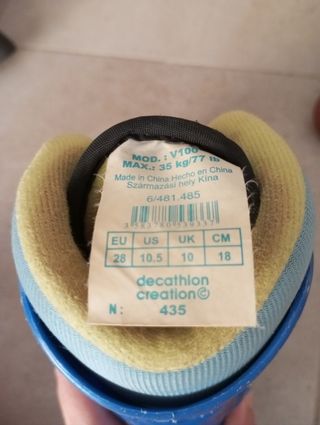 MOD. : V100
MAX.: 35 kg/77 lb
Made in China.Hecho en China
Származási hely Kína
6/481.485
EU US UK CM
28 10.5 10 18
decathlon
creation©
N: 435